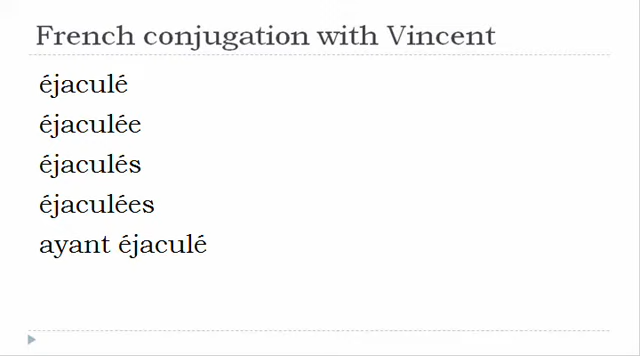 French conjugation with Vincent
éjaculé
éjaculée
éjaculés
éjaculées
ayant éjaculé